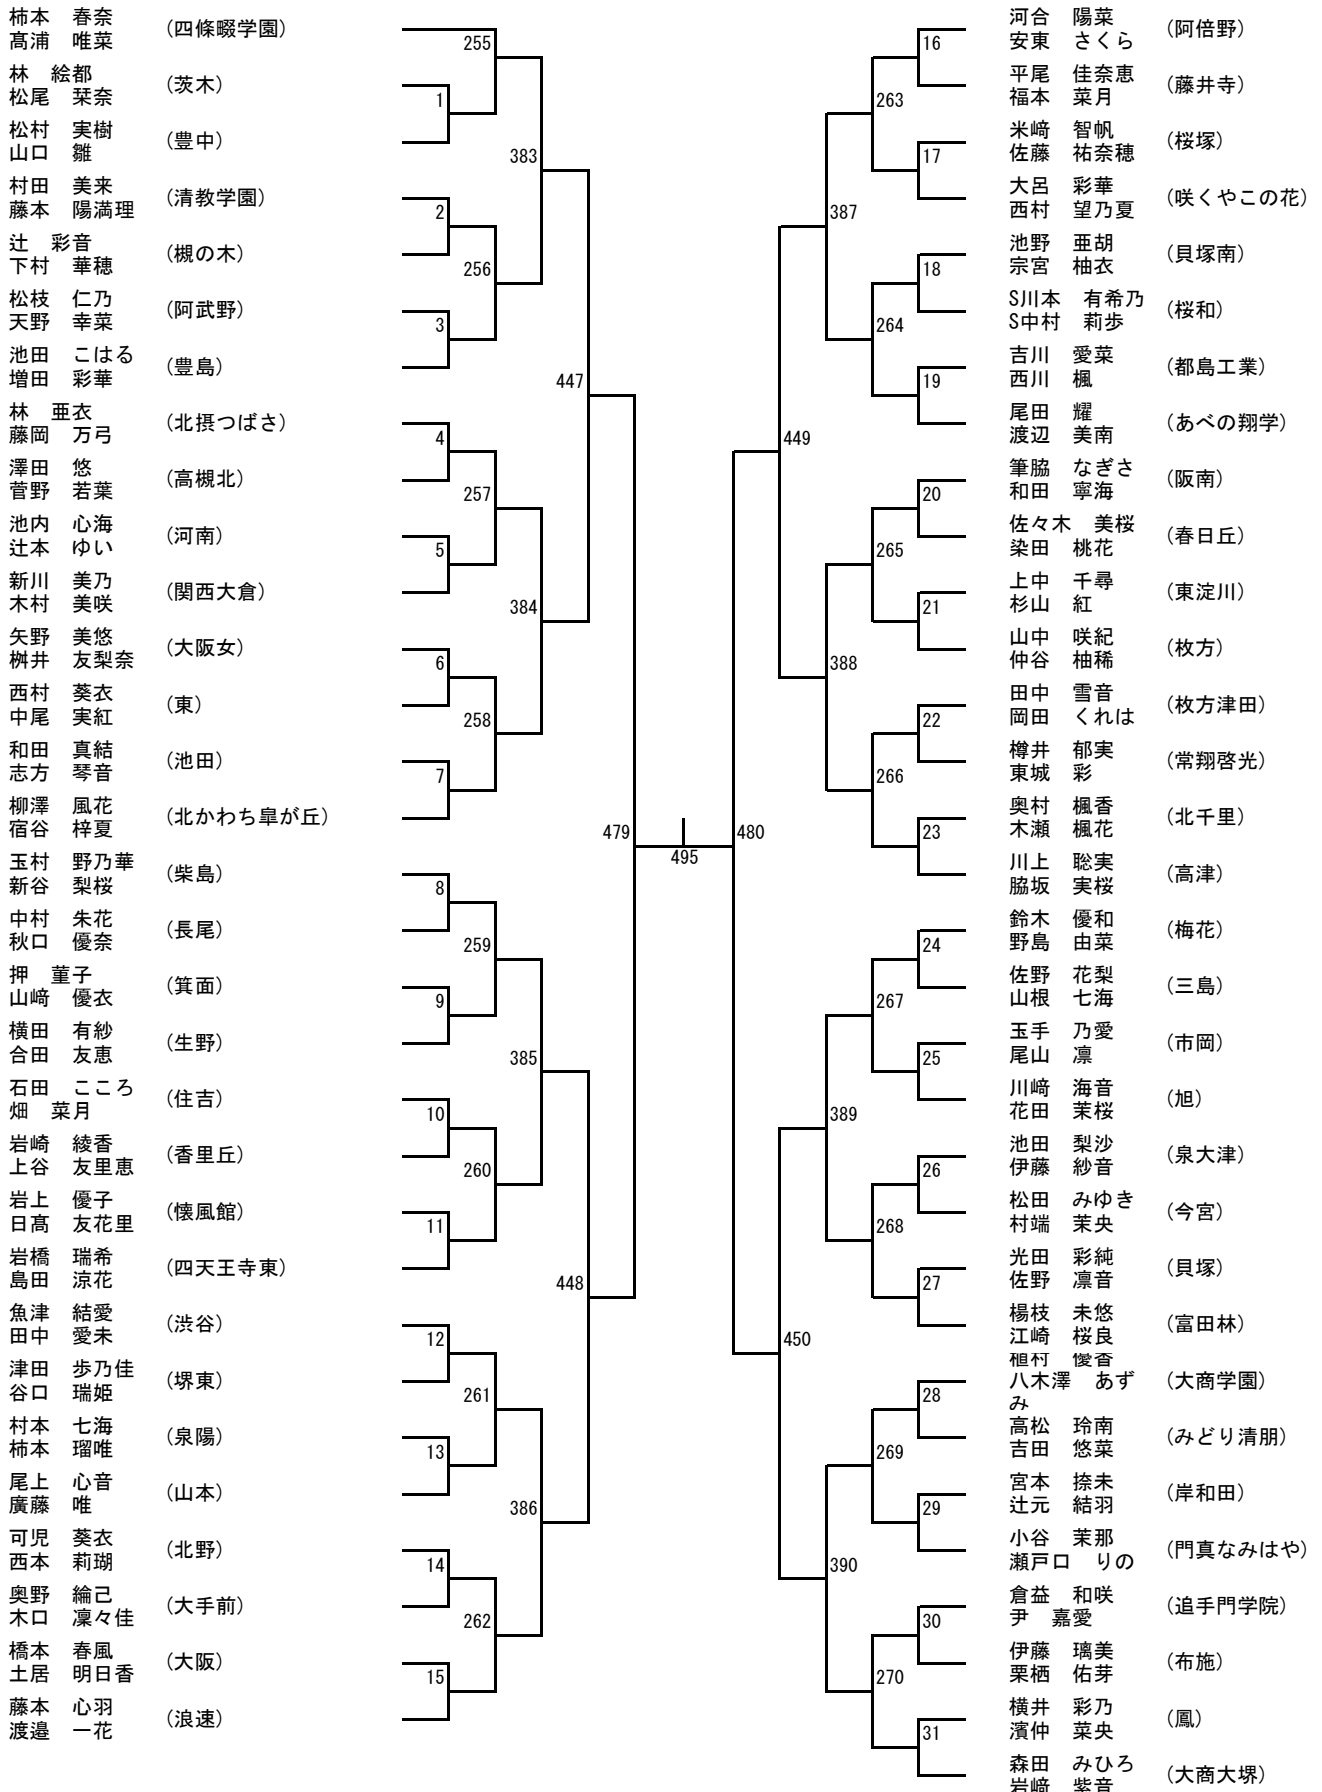 柿本　春奈
髙浦　唯菜
(四條畷学園)
林　絵都
松尾　栞奈
(茨木)
松村　実樹
山口　雛
(豊中)
村田　美来
藤本　陽満理
(清教学園)
辻　彩音
下村　華穂
(槻の木)
松枝　仁乃
天野　幸菜
(阿武野)
池田　こはる
増田　彩華
(豊島)
林　亜衣
藤岡　万弓
(北摂つばさ)
澤田　悠
菅野　若葉
(高槻北)
池内　心海
辻本　ゆい
(河南)
新川　美乃
木村　美咲
(関西大倉)
矢野　美悠
桝井　友梨奈
(大阪女)
西村　葵衣
中尾　実紅
(東)
和田　真結
志方　琴音
(池田)
柳澤　風花
宿谷　梓夏
(北かわち皐が丘)
玉村　野乃華
新谷　梨桜
(柴島)
中村　朱花
秋口　優奈
(長尾)
押　菫子
山﨑　優衣
(箕面)
横田　有紗
合田　友恵
(生野)
石田　こころ
畑　菜月
(住吉)
岩崎　綾香
上谷　友里恵
(香里丘)
岩上　優子
日髙　友花里
(懐風館)
岩橋　瑞希
島田　涼花
(四天王寺東)
魚津　結愛
田中　愛未
(渋谷)
津田　歩乃佳
谷口　瑞姫
(堺東)
村本　七海
柿本　瑠唯
(泉陽)
尾上　心音
廣藤　唯
(山本)
可児　葵衣
西本　莉瑚
(北野)
奥野　綸己
木口　凜々佳
(大手前)
橋本　春風
土居　明日香
(大阪)
藤本　心羽
渡邉　一花
(浪速)
1
2
3
4
5
6
7
8
9
10
11
12
13
14
15
255
256
257
258
259
260
261
262
383
384
385
386
447
448
479
495
480
449
450
387
388
389
390
263
264
265
266
267
268
269
270
16
17
18
19
20
21
22
23
24
25
26
27
28
29
30
31
河合　陽菜
安東　さくら
(阿倍野)
平尾　佳奈恵
福本　菜月
(藤井寺)
米﨑　智帆
佐藤　祐奈穂
(桜塚)
大呂　彩華
西村　望乃夏
(咲くやこの花)
池野　亜胡
宗宮　柚衣
(貝塚南)
S川本　有希乃
S中村　莉歩
(桜和)
吉川　愛菜
西川　楓
(都島工業)
尾田　耀
渡辺　美南
(あべの翔学)
筆脇　なぎさ
和田　寧海
(阪南)
佐々木　美桜
染田　桃花
(春日丘)
上中　千尋
杉山　紅
(東淀川)
山中　咲紀
仲谷　柚稀
(枚方)
田中　雪音
岡田　くれは
(枚方津田)
樽井　郁実
東城　彩
(常翔啓光)
奥村　楓香
木瀬　楓花
(北千里)
川上　聡実
脇坂　実桜
(高津)
鈴木　優和
野島　由菜
(梅花)
佐野　花梨
山根　七海
(三島)
玉手　乃愛
尾山　凛
(市岡)
川﨑　海音
花田　茉桜
(旭)
池田　梨沙
伊藤　紗音
(泉大津)
松田　みゆき
村端　茉央
(今宮)
光田　彩純
佐野　凛音
(貝塚)
楊枝　未悠
江崎　桜良
(富田林)
植村　優香
八木澤　あず
み
(大商学園)
高松　玲南
吉田　悠菜
(みどり清朋)
宮本　捺未
辻元　結羽
(岸和田)
小谷　茉那
瀬戸口　りの
(門真なみはや)
倉益　和咲
尹　嘉愛
(追手門学院)
伊藤　璃美
栗栖　佑芽
(布施)
横井　彩乃
濱仲　菜央
(鳳)
森田　みひろ
岩﨑　紫音
(大商大堺)